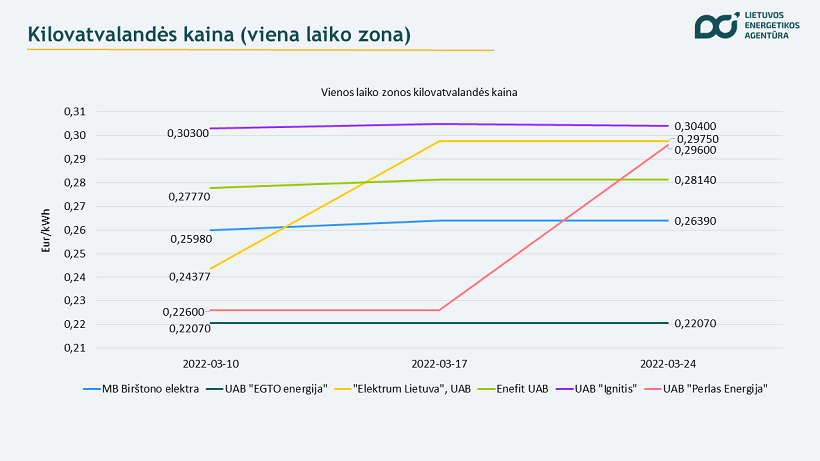 Kilovatvalandės kaina (viena laiko zona)
LIETUVOS
ENERGETIKOS
AGENTŪRA
Vienos laiko zonos kilovatvalandės kaina
Eur/kWh
0,31
0,30
0,29
0,28
0,27
0,26
0,25
0,24
0,23
0,22
0,21
0,30300
0,27770
0,25980
0,24377
0,22600
0,22070
0,30400
0,29750
0,29600
0,28140
0,26390
0,22070
2022-03-10 2022-03-17 2022-03-24
MB Birštono elektra UAB "EGTO energija" "Elektrum Lietuva", UAB Enefit UAB UAB "Ignitis" UAB "Perlas Energija"